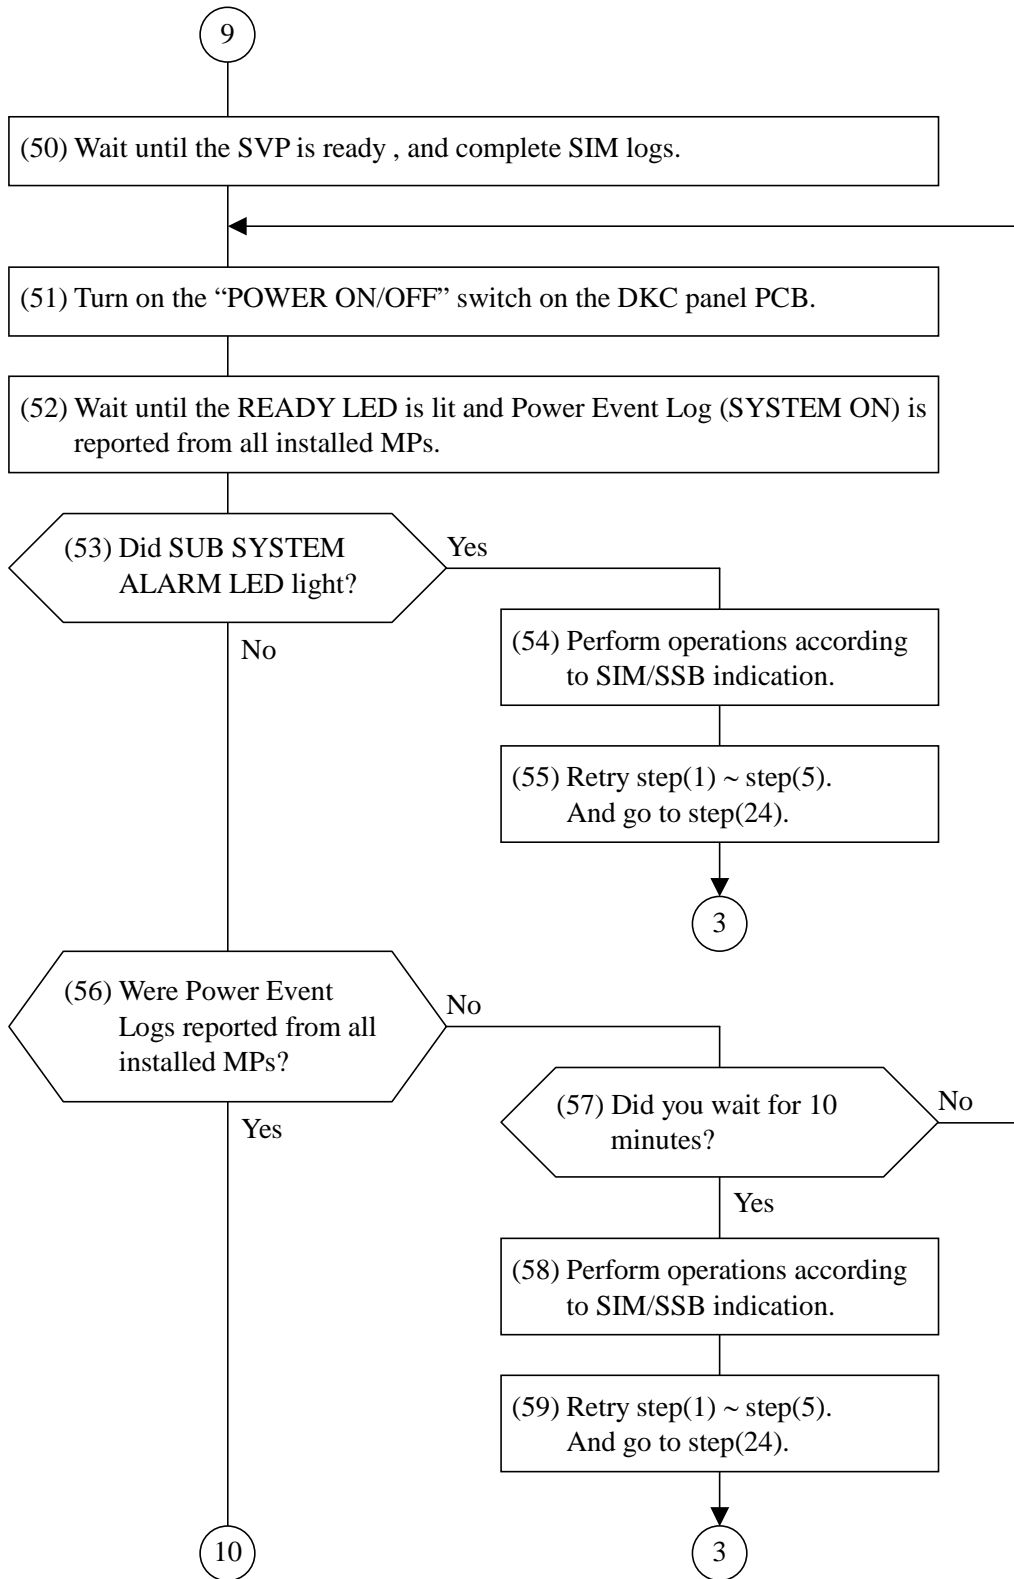 9
(50) Wait until the SVP is ready , and complete SIM logs.
(51) Turn on the “POWER ON/OFF” switch on the DKC panel PCB.
(52) Wait until the READY LED is lit and Power Event Log (SYSTEM ON) is
reported from all installed MPs.
(53) Did SUB SYSTEM
ALARM LED light?
Yes
No
(54) Perform operations according
to SIM/SSB indication.
(55) Retry step(1) ~ step(5).
And go to step(24).
3
(56) Were Power Event
Logs reported from all
installed MPs?
No
Yes
(57) Did you wait for 10
minutes?
No
Yes
(58) Perform operations according
to SIM/SSB indication.
(59) Retry step(1) ~ step(5).
And go to step(24).
10
3